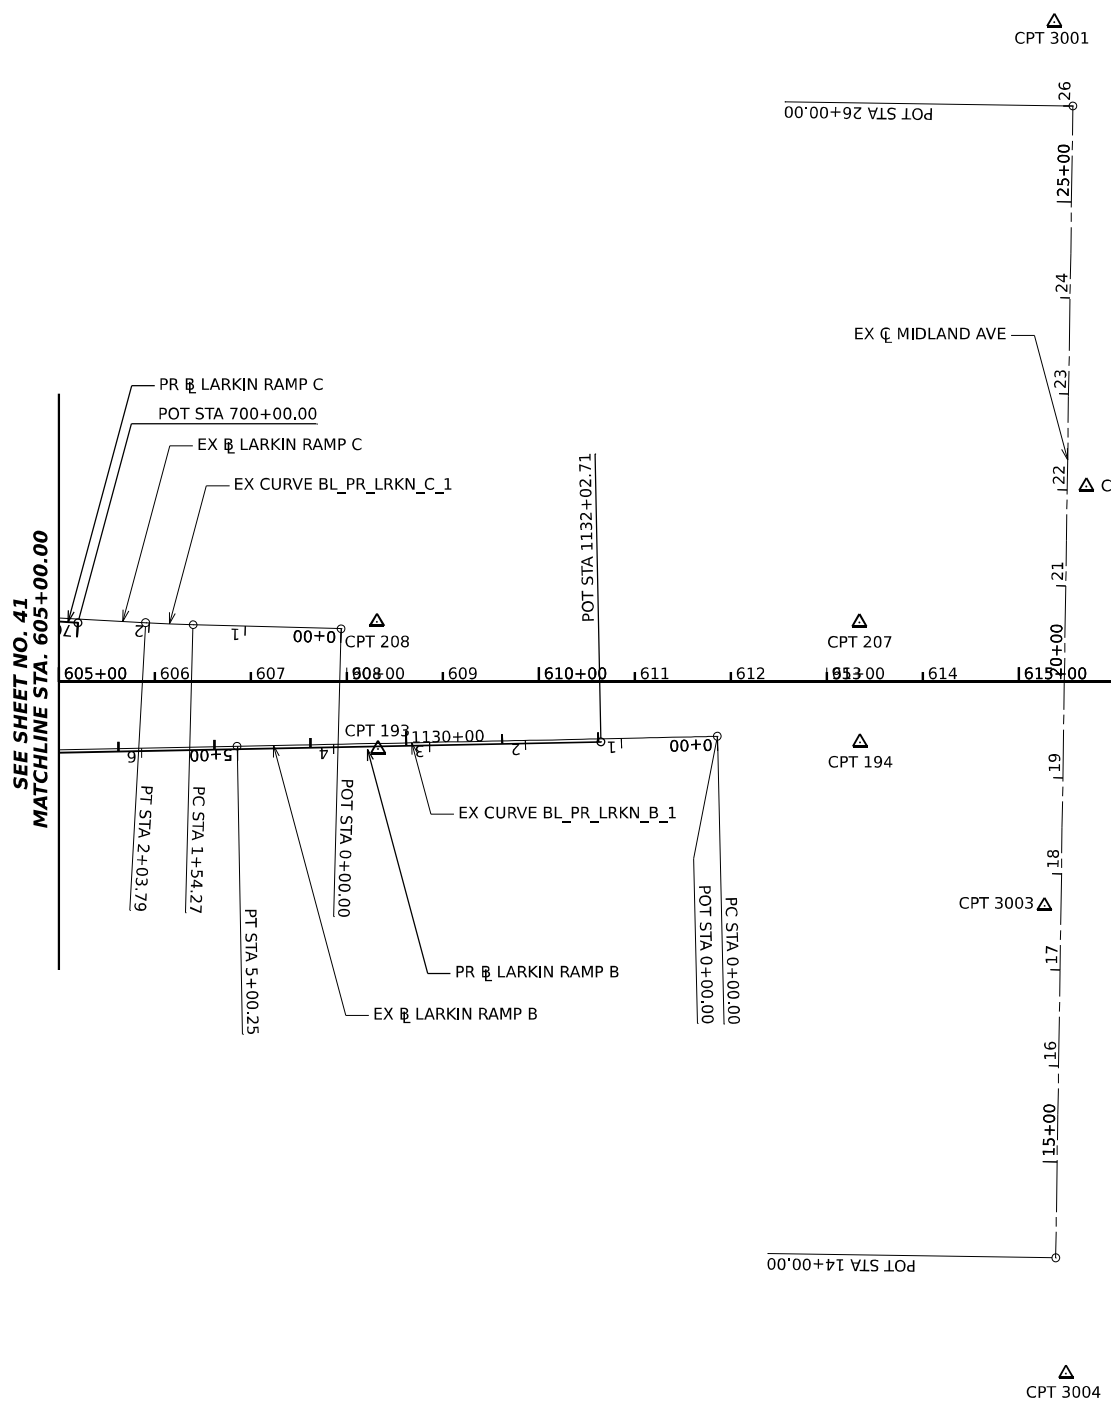 CPT 3001
26
POT STA 26+00.00
25+00
24
EX ℄ MIDLAND AVE
23
PR B͟L LARKIN RAMP C
POT STA 700+00.00
EX B͟L LARKIN RAMP C
22
C
EX CURVE BL_PR_LRKN_C_1
POT STA 1132+02.71
21
SEE SHEET NO. 41
MATCHLINE STA. 605+00.00
2
1
0+00
CPT 208
CPT 207
20+00
605+00
606
607
608+00
609
610+00
611
612
613+00
614
615+00
CPT 193
1130+00
6
5+00
4
3
2
1
0+00
CPT 194
19
PT STA 2+03.79
PC STA 1+54.27
POT STA 0+00.00
EX CURVE BL_PR_LRKN_B_1
18
CPT 3003
PT STA 5+00.25
POT STA 0+00.00
PC STA 0+00.00
17
PR B͟L LARKIN RAMP B
EX B͟L LARKIN RAMP B
16
15+00
POT STA 14+00.00
CPT 3004